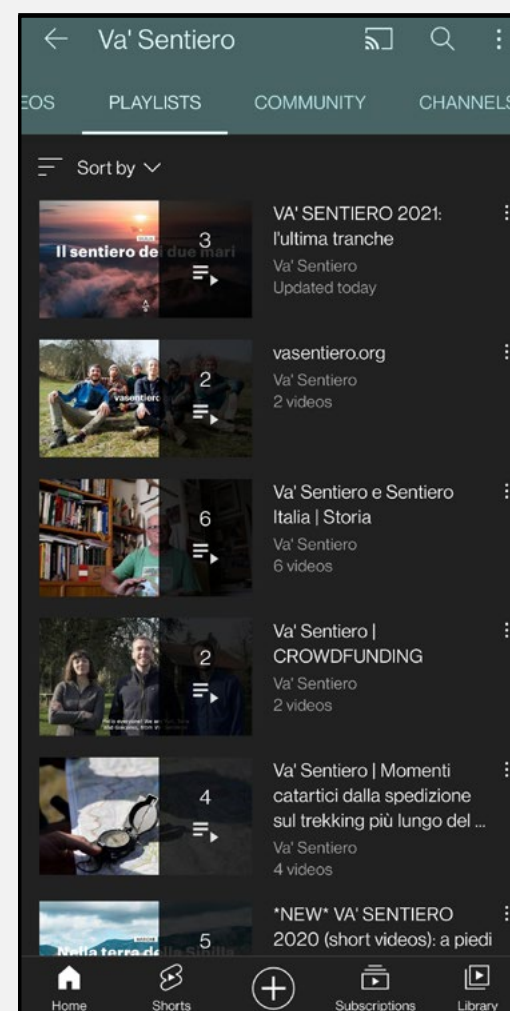 Va' Sentiero
EOS PLAYLISTS COMMUNITY CHANNELS
Sort by
Il sentiero dei due mari
3
VA' SENTIERO 2021:
l'ultima tranche
Va' Sentiero
Updated today
vasentiero
2
vasentiero.org
Va' Sentiero
2 videos
6
Va' Sentiero e Sentiero
Italia | Storia
Va' Sentiero
6 videos
2
Va' Sentiero |
CROWDFUNDING
Va' Sentiero
2 videos
4
Va' Sentiero | Momenti
catartici dalla spedizione
sul trekking più lungo del ...
Va' Sentiero
4 videos
Nella terra della Sibilla
5
*NEW* VA' SENTIERO
2020 (short videos): a piedi
Home
Shorts
Subscriptions
Library